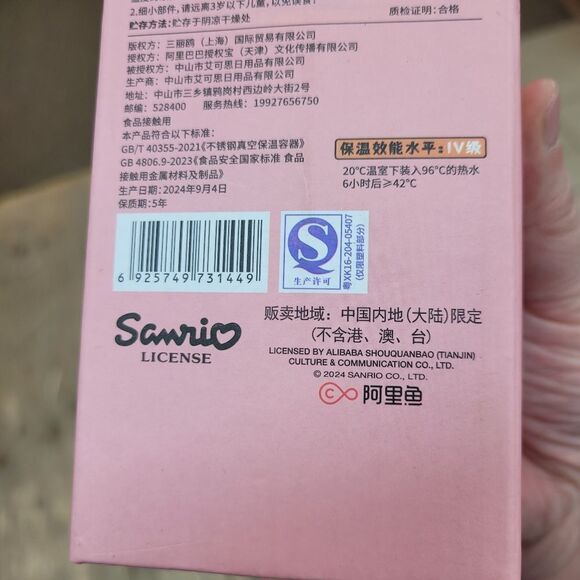 2.细小部件,请远离3岁以下儿童,以免误食!
贮存方法:贮存于阴凉干燥处
质检证明:合格
版权方:三丽鸥(上海)国际贸易有限公司
授权方:阿里巴巴授权宝(天津)文化传播有限公司
被授权方:中山市艾可思日用品有限公司
生产商:中山市艾可思日用品有限公司
地址:中山市三乡镇鸦岗村西边岭大街2号
邮编:528400 服务热线:19927656750
食品接触用
本产品符合以下标准:
GB/T 40355-2021《不锈钢真空保温容器》
GB 4806.9-2023《食品安全国家标准 食品
接触用金属材料及制品》
生产日期:2024年9月4日
保质期:5年
保温效能水平:IV级
20℃温室下装入96℃的热水
6小时后≥42℃
6 925749 731449
S
生产许可
粤XK16-204-05407
(仅限塑料部分)
Sanrio
LICENSE
贩卖地域:中国内地(大陆)限定
(不含港、澳、台)
LICENSED BY ALIBABA SHOUQUANBAO (TIANJIN)
CULTURE & COMMUNICATION CO., LTD.
© 2024 SANRIO CO., LTD.
阿里鱼